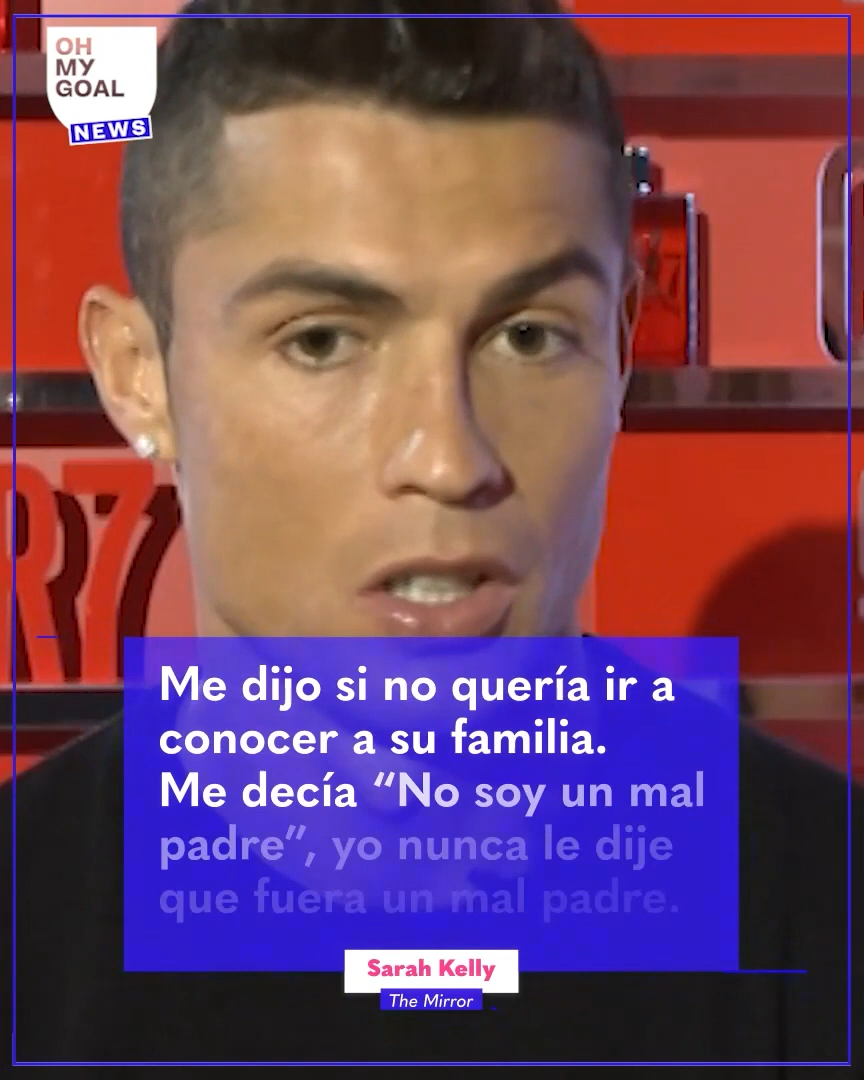 OH
MY
GOAL
NEWS
R7
Me dijo si no quería ir a
conocer a su familia.
Me decía “No soy un mal
padre”, yo nunca le dije
que fuera un mal padre.
Sarah Kelly
The Mirror